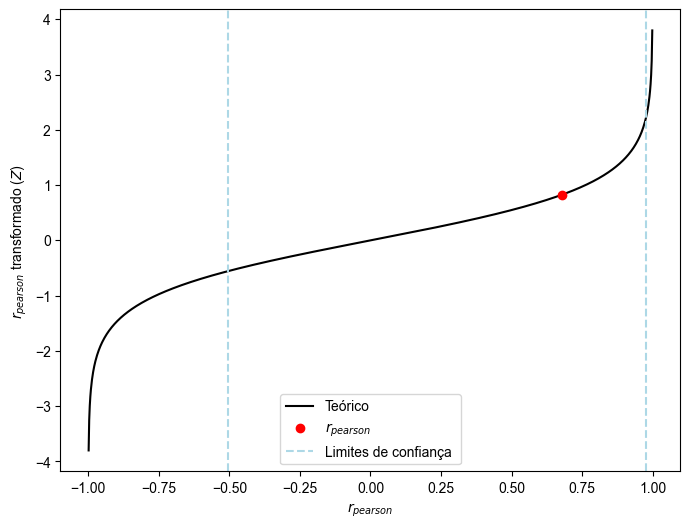 4
3
2
1
0
−1
−2
−3
−4
r_pearson transformado (Z)
Teórico
r_pearson
Limites de confiança
−1.00 −0.75 −0.50 −0.25 0.00 0.25 0.50 0.75 1.00
r_pearson